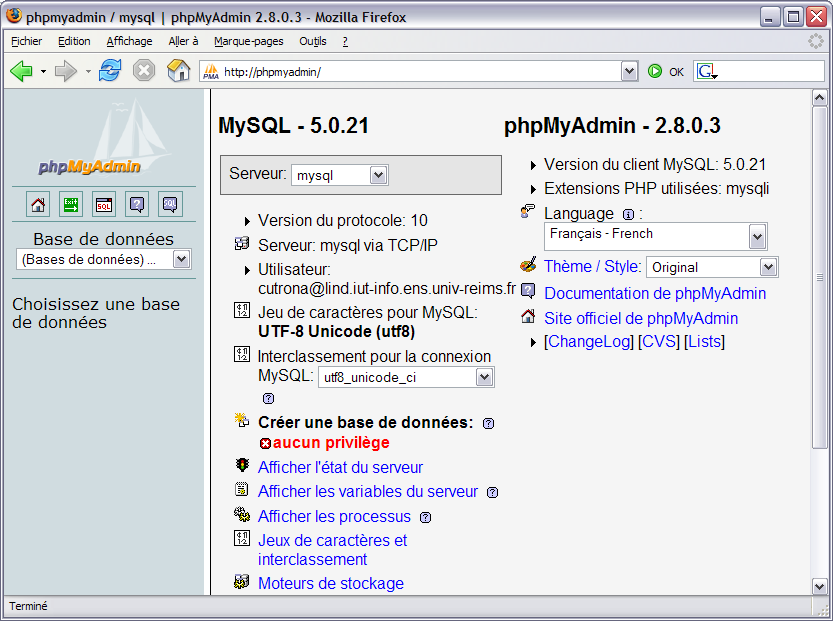 phpmyadmin / mysql | phpMyAdmin 2.8.0.3 - Mozilla Firefox
Fichier Edition Affichage Aller à Marque-pages Outils ?
PMA http://phpmyadmin/ OK G
phpMyAdmin
Exit SQL ? SQL
Base de données
(Bases de données) ...
Choisissez une base
de données
MySQL - 5.0.21
Serveur: mysql
Version du protocole: 10
Serveur: mysql via TCP/IP
Utilisateur:
cutrona@lind.iut-info.ens.univ-reims.fr
Jeu de caractères pour MySQL:
UTF-8 Unicode (utf8)
Interclassement pour la connexion
MySQL: utf8_unicode_ci
?
Créer une base de données: ?
aucun privilège
Afficher l'état du serveur
Afficher les variables du serveur ?
Afficher les processus ?
Jeux de caractères et
interclassement
Moteurs de stockage
phpMyAdmin - 2.8.0.3
Version du client MySQL: 5.0.21
Extensions PHP utilisées: mysqli
Language i :
Français - French
Thème / Style: Original
Documentation de phpMyAdmin
Site officiel de phpMyAdmin
[ChangeLog] [CVS] [Lists]
Terminé